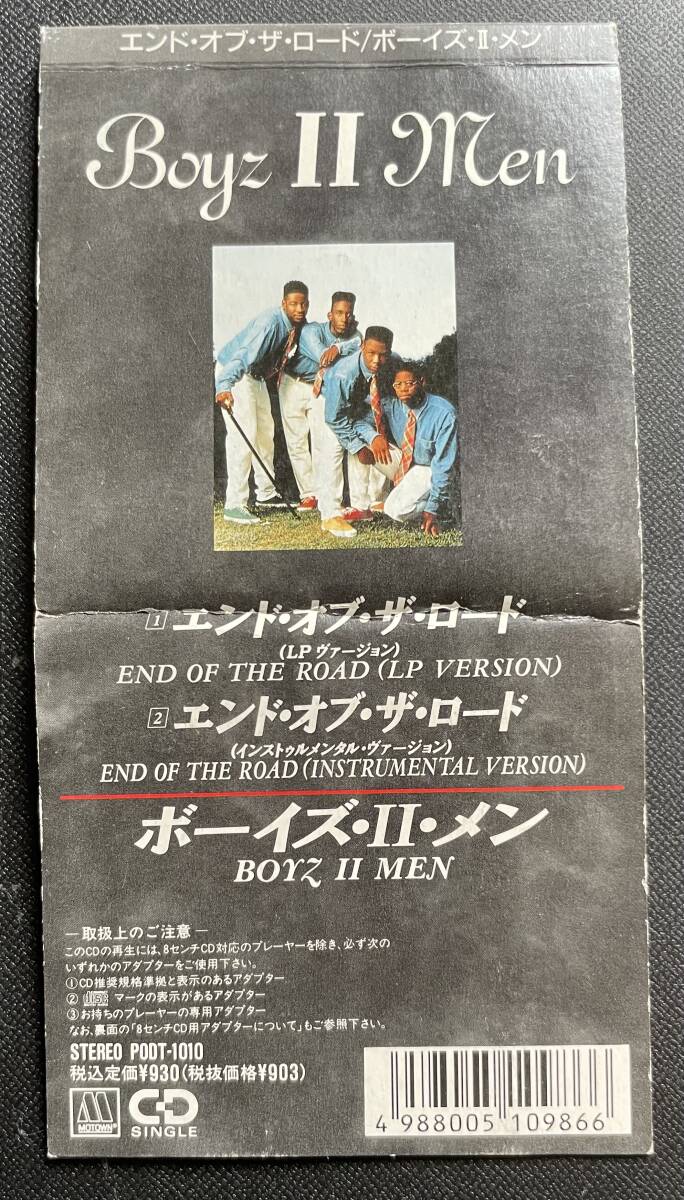 エンド・オブ・ザ・ロード/ボーイズ・II・メン
Boyz II Men
1 エンド・オブ・ザ・ロード
(LPヴァージョン)
END OF THE ROAD (LP VERSION)
2 エンド・オブ・ザ・ロード
(インストゥルメンタル・ヴァージョン)
END OF THE ROAD (INSTRUMENTAL VERSION)
ボーイズ・II・メン
BOYZ II MEN
—取扱上のご注意—
このCDの再生には、8センチCD対応のプレーヤーを除き、必ず次の
いずれかのアダプターをご使用下さい。
①CD推奨規格準拠と表示のあるアダプター
② disc マークの表示があるアダプター
③お持ちのプレーヤーの専用アダプター
なお、裏面の「8センチCD用アダプターについて」もご参照下さい。
STEREO PODT-1010
税込定価¥930(税抜価格¥903)
M MOTOWN®
CD SINGLE
4 988005 109866